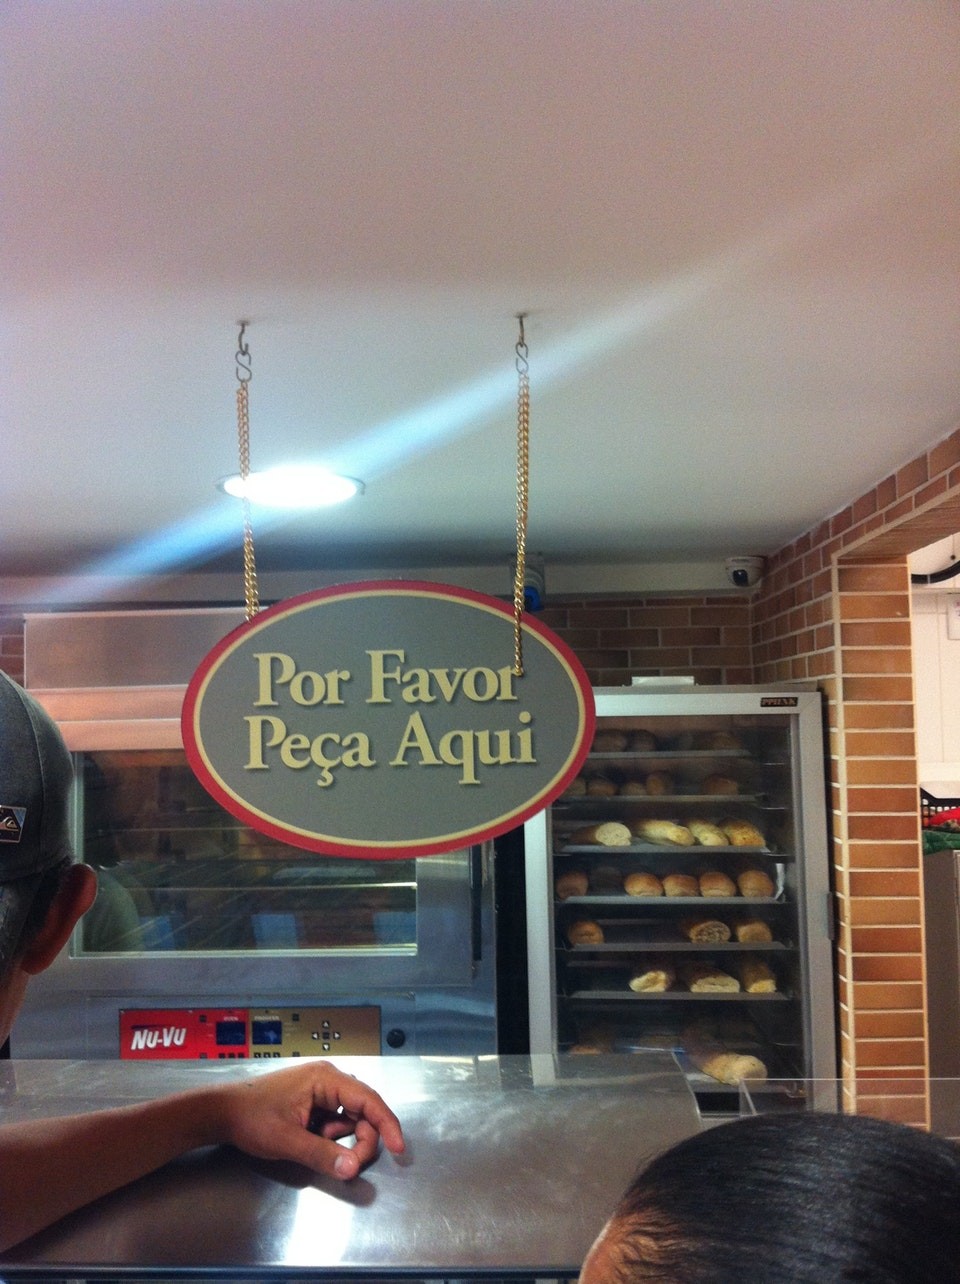 Por Favor
Peça Aqui
NU-VU